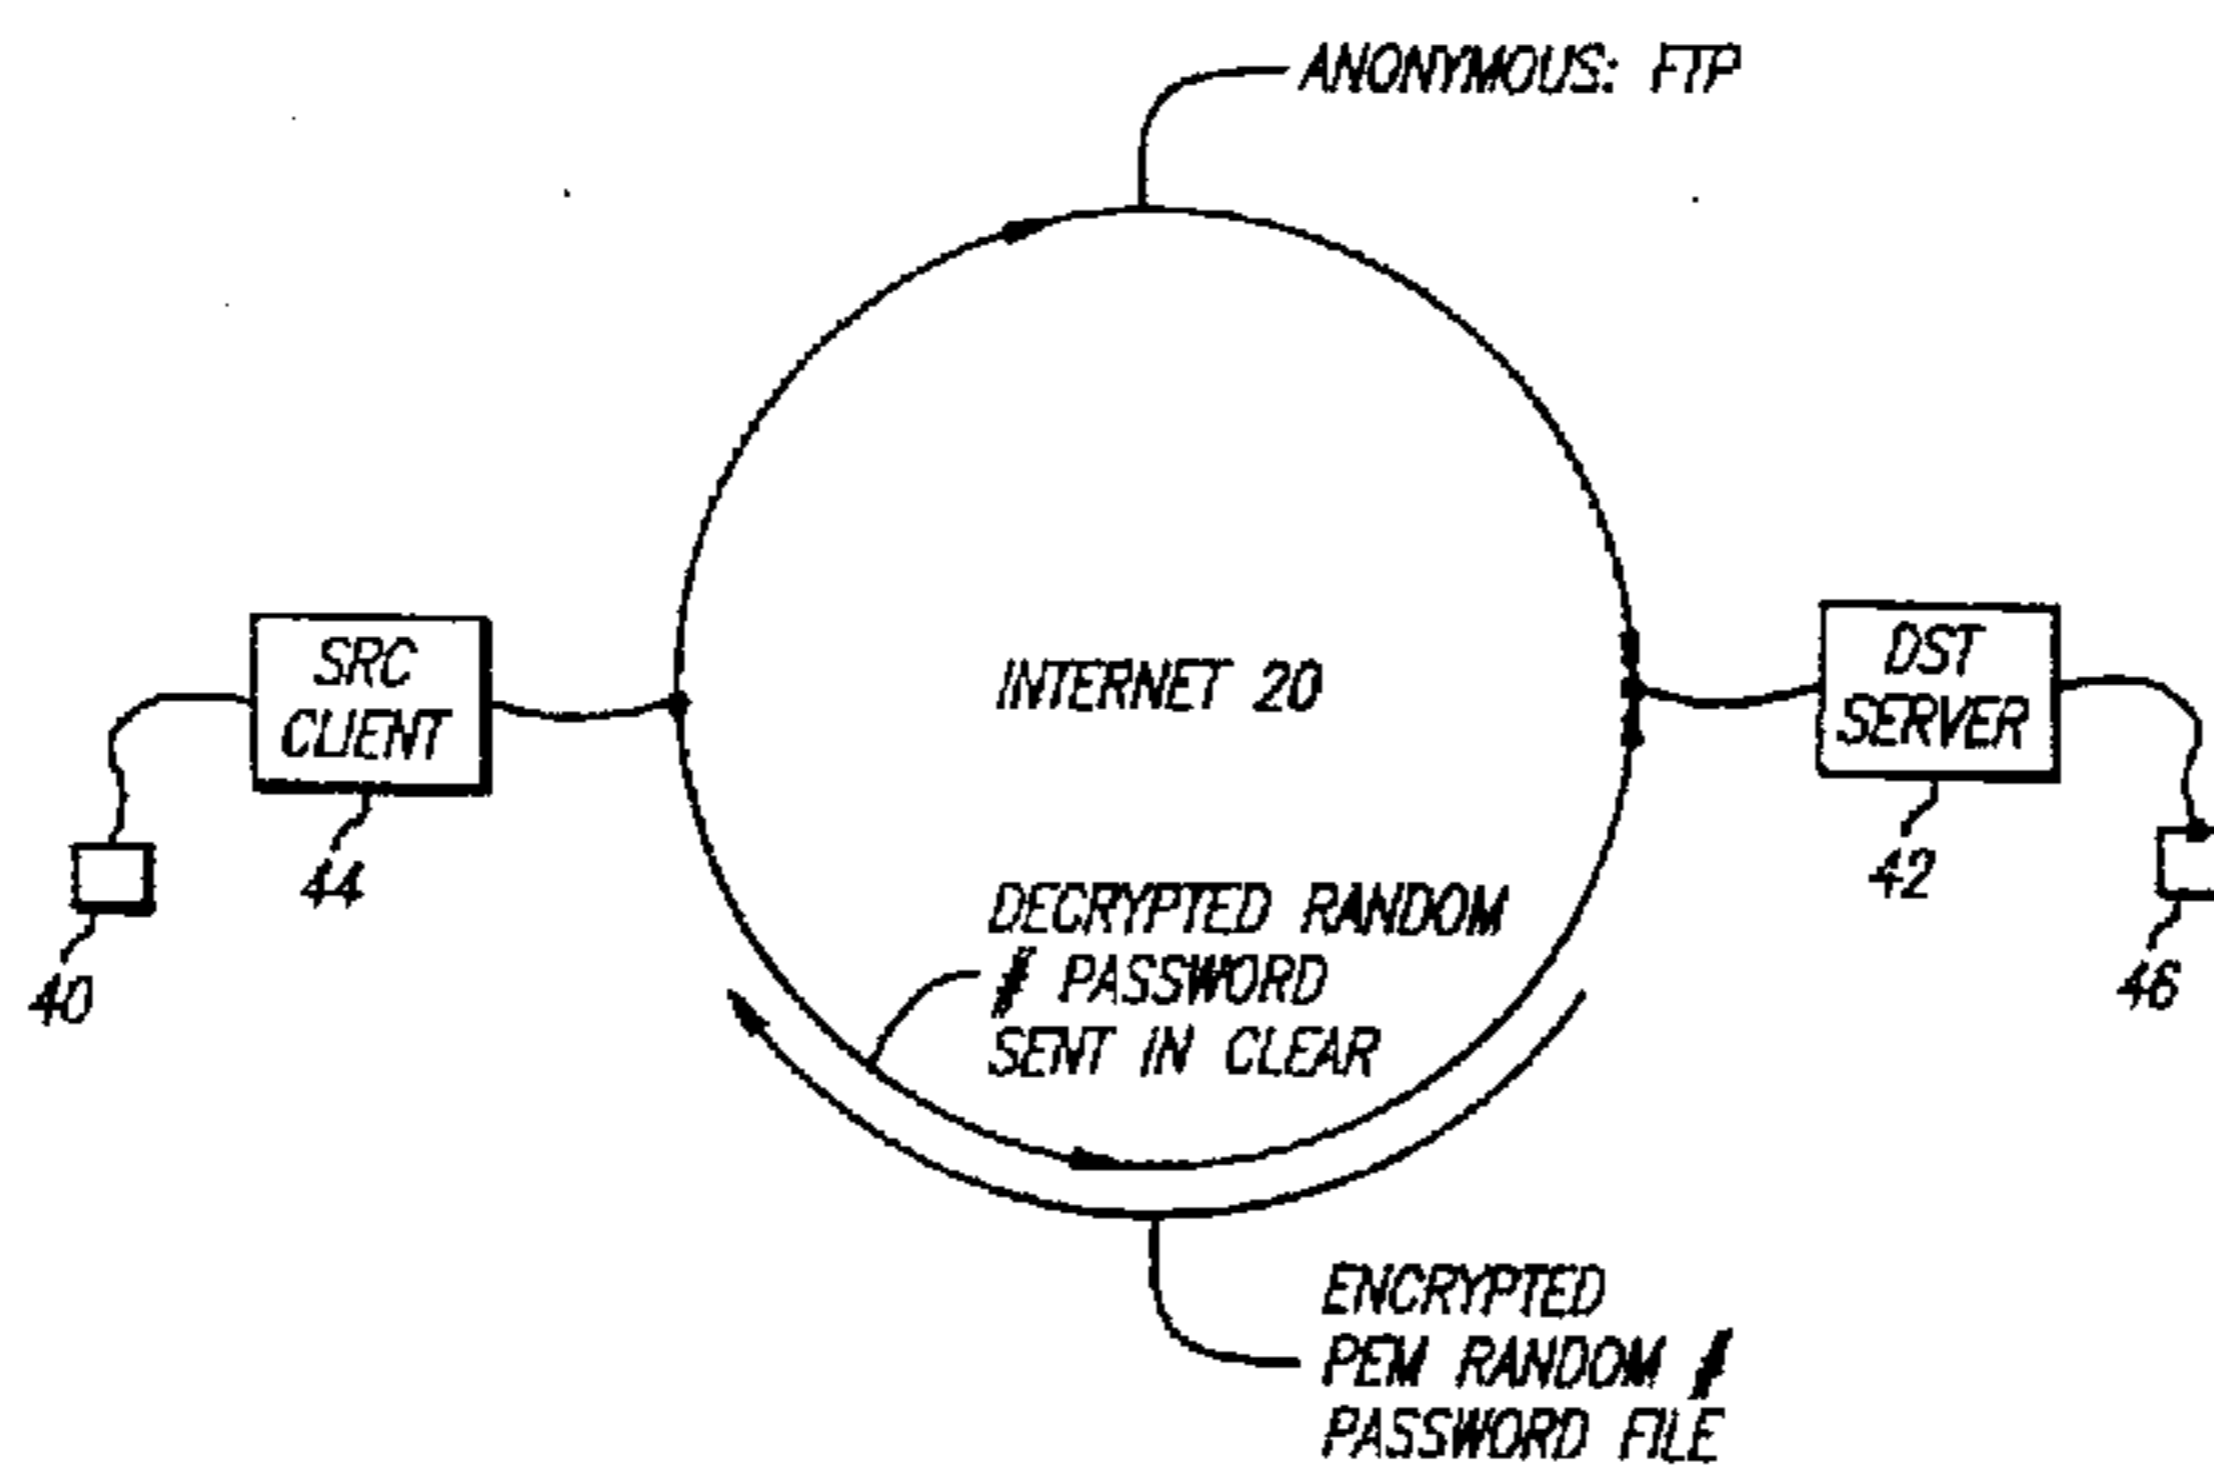 ANONYMOUS: FTP
SRC
CLIENT
44
40
INTERNET 20
DST
SERVER
42
46
DECRYPTED RANDOM
# PASSWORD
SENT IN CLEAR
ENCRYPTED
PEM RANDOM #
PASSWORD FILE